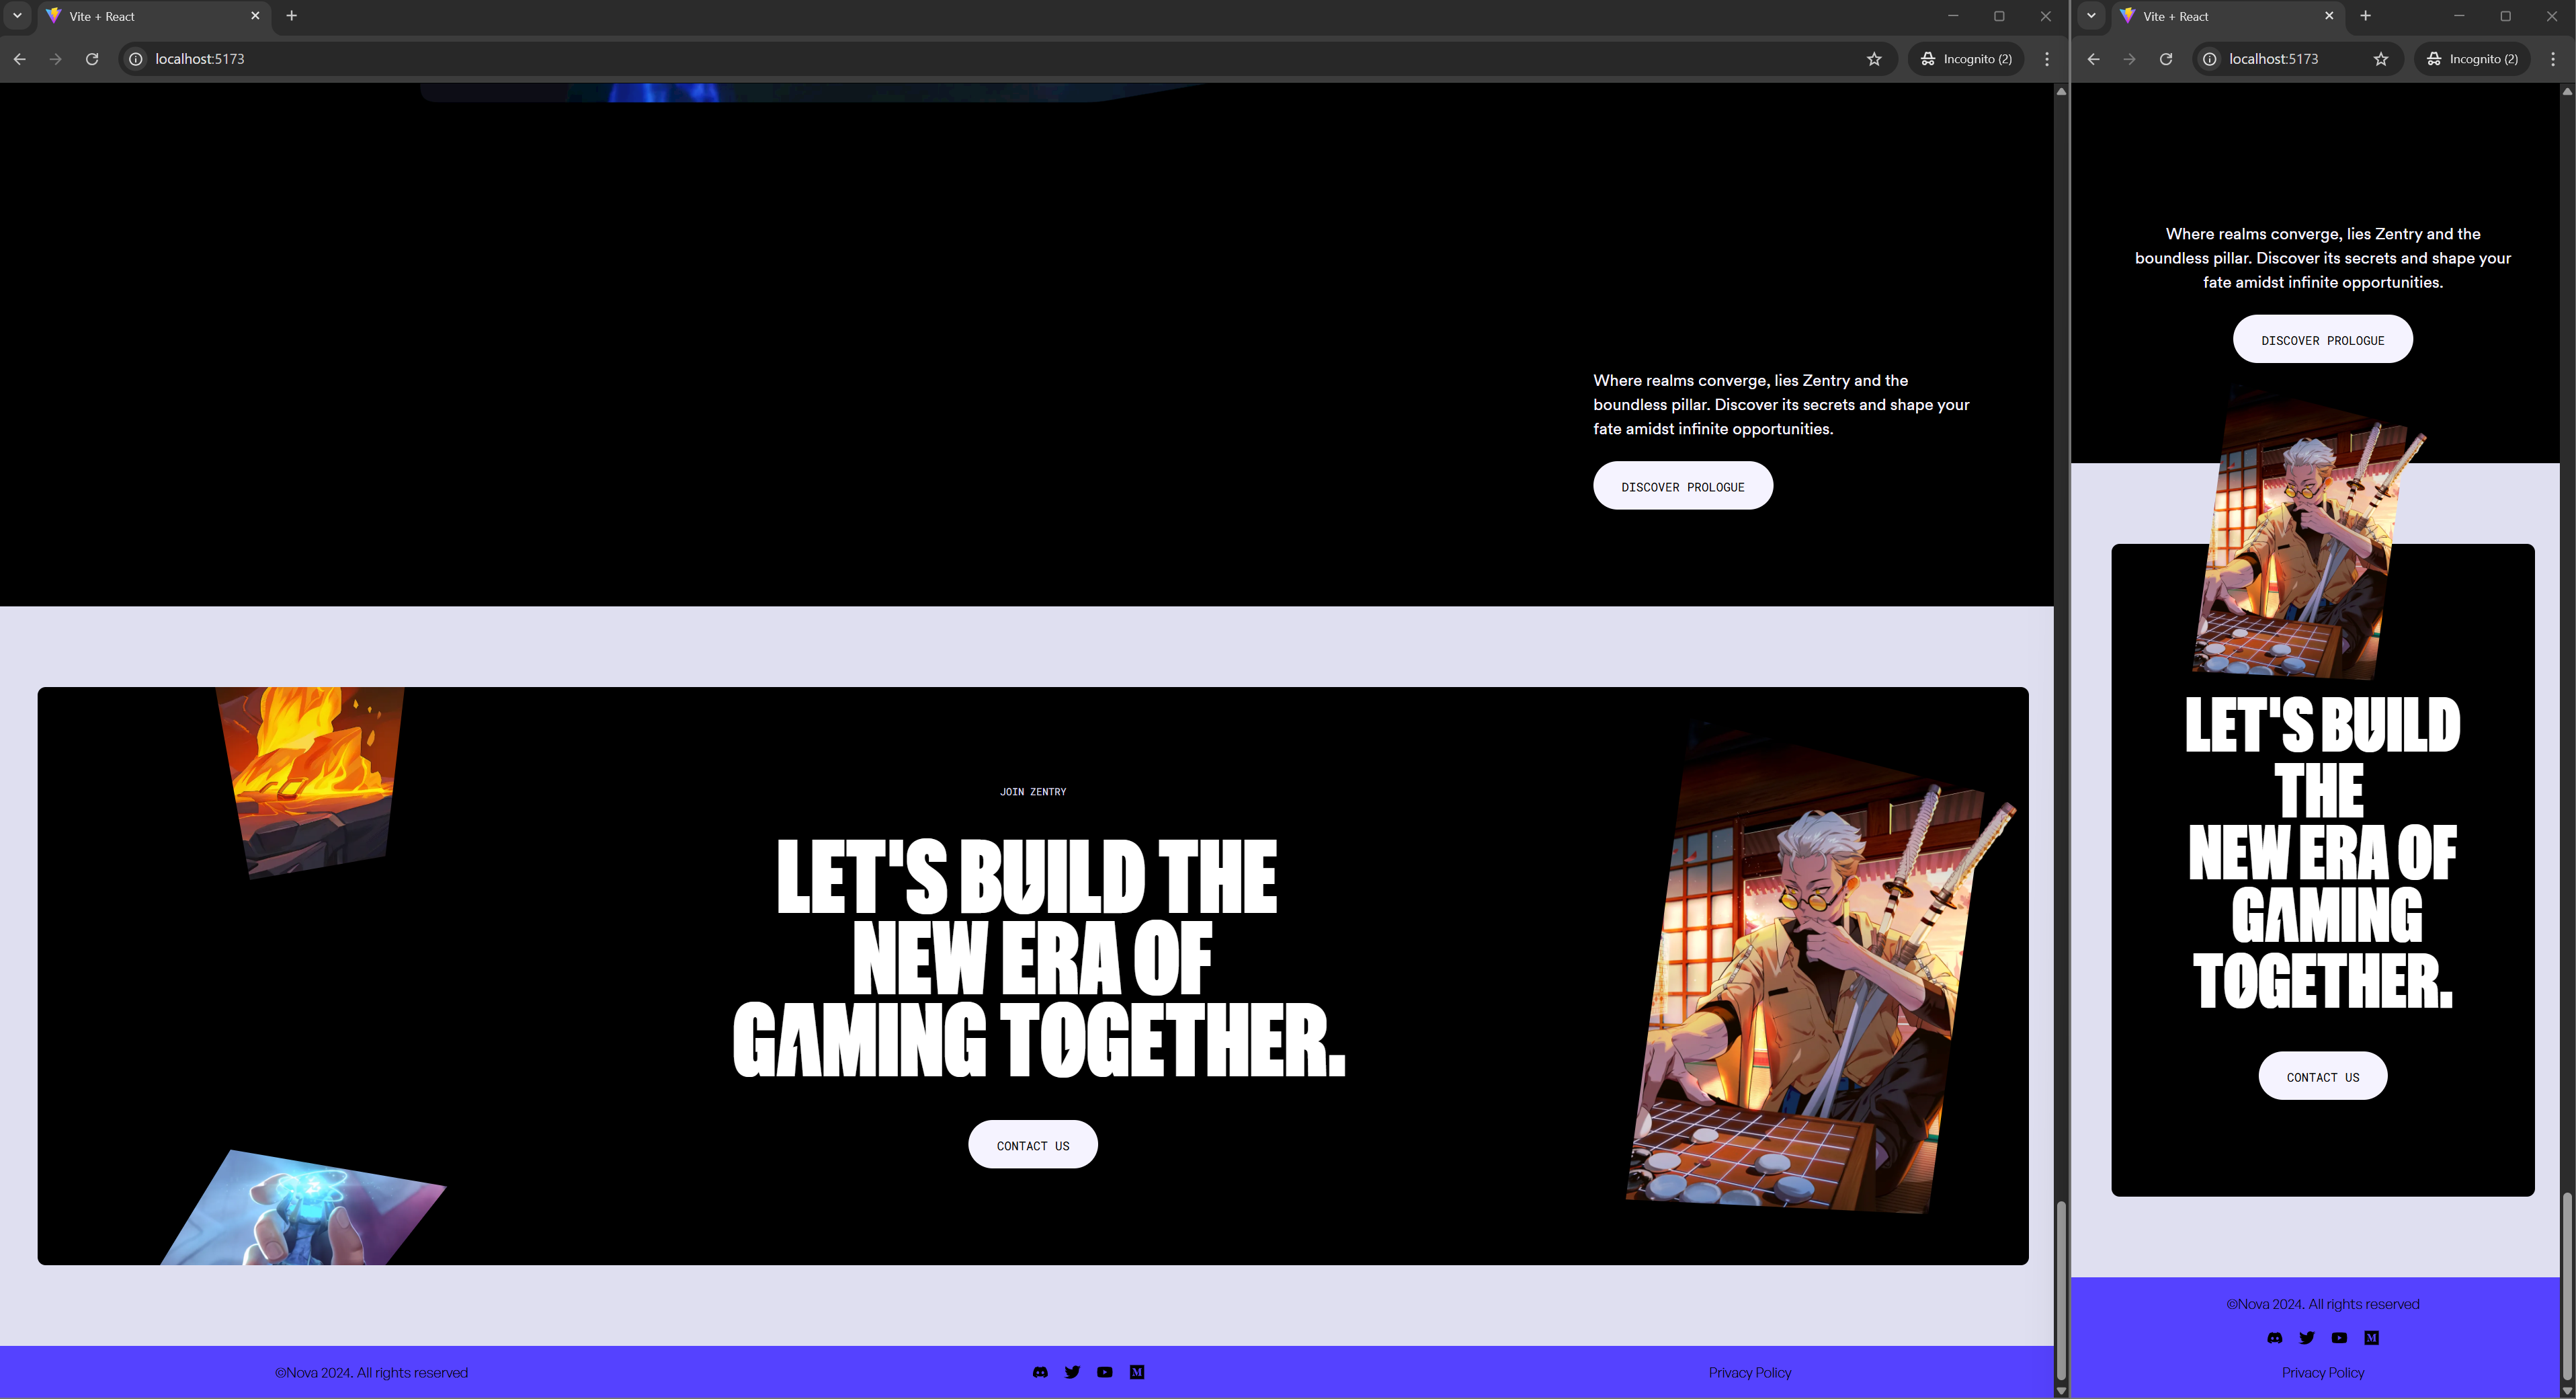 Vite + React
localhost:5173
Incognito (2)
Where realms converge, lies Zentry and the
boundless pillar. Discover its secrets and shape your
fate amidst infinite opportunities.
DISCOVER PROLOGUE
JOIN ZENTRY
LET'S BUILD THE
NEW ERA OF
GAMING TOGETHER.
CONTACT US
©Nova 2024. All rights reserved
M
Privacy Policy
Vite + React
localhost:5173
Incognito (2)
Where realms converge, lies Zentry and the
boundless pillar. Discover its secrets and shape your
fate amidst infinite opportunities.
DISCOVER PROLOGUE
LET'S BUILD
THE
NEW ERA OF
GAMING
TOGETHER.
CONTACT US
©Nova 2024. All rights reserved
M
Privacy Policy